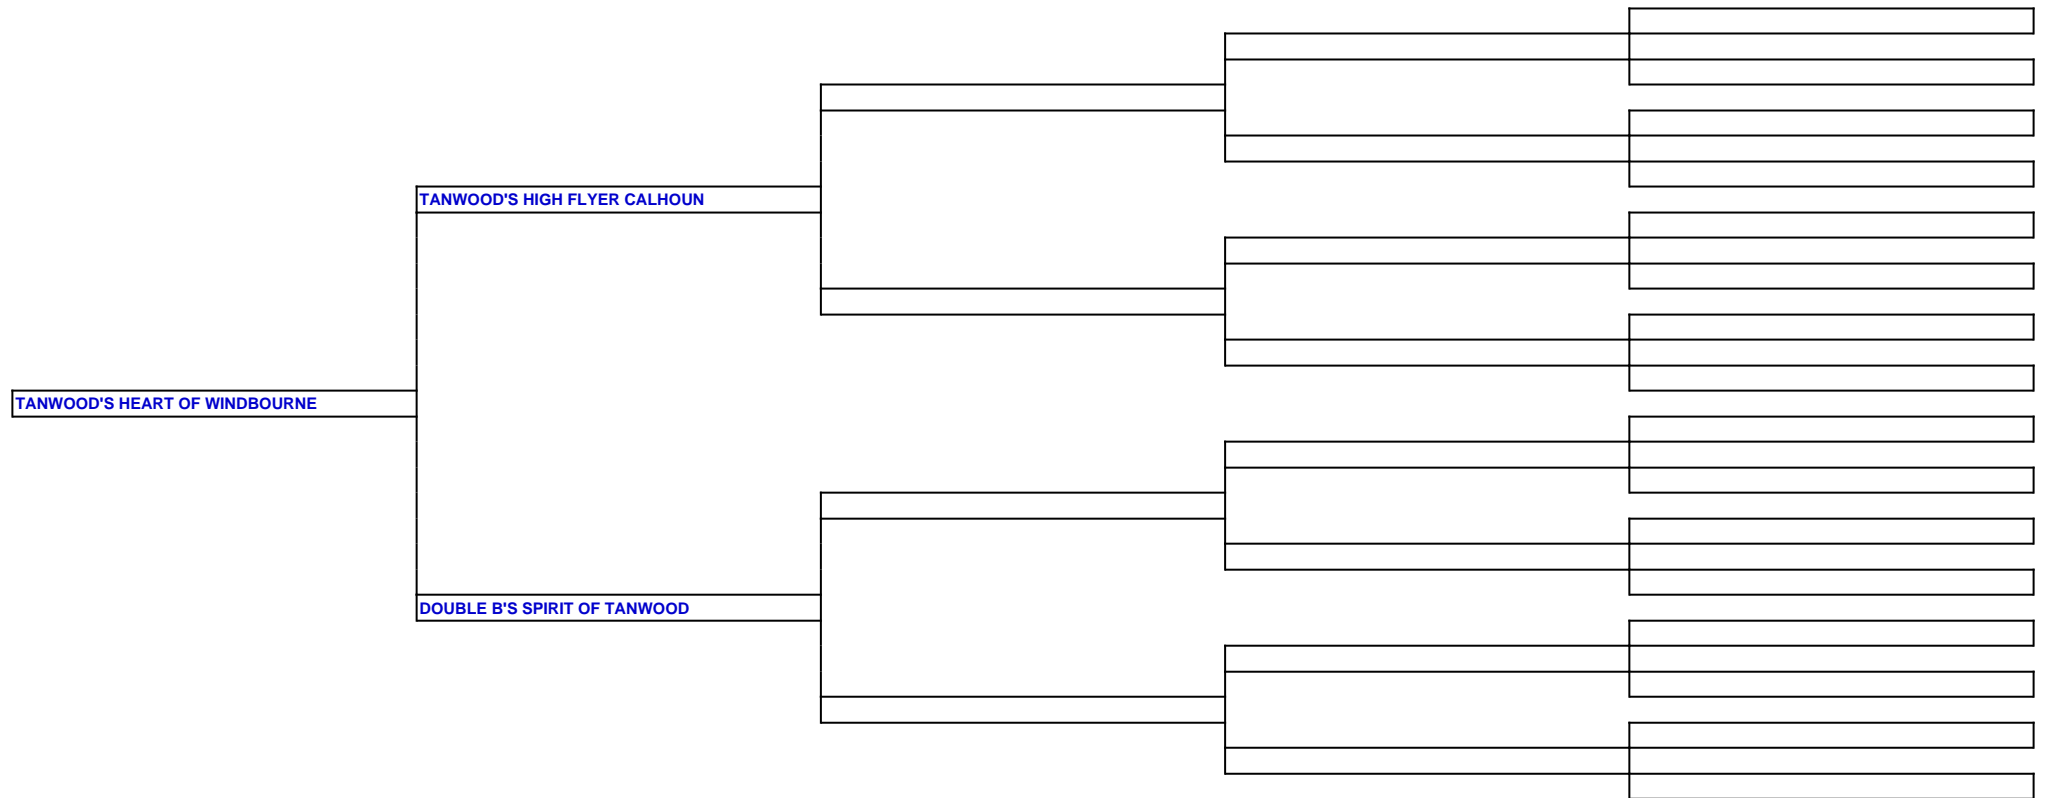 TANWOOD'S HIGH FLYER CALHOUN
TANWOOD'S HEART OF WINDBOURNE
DOUBLE B'S SPIRIT OF TANWOOD